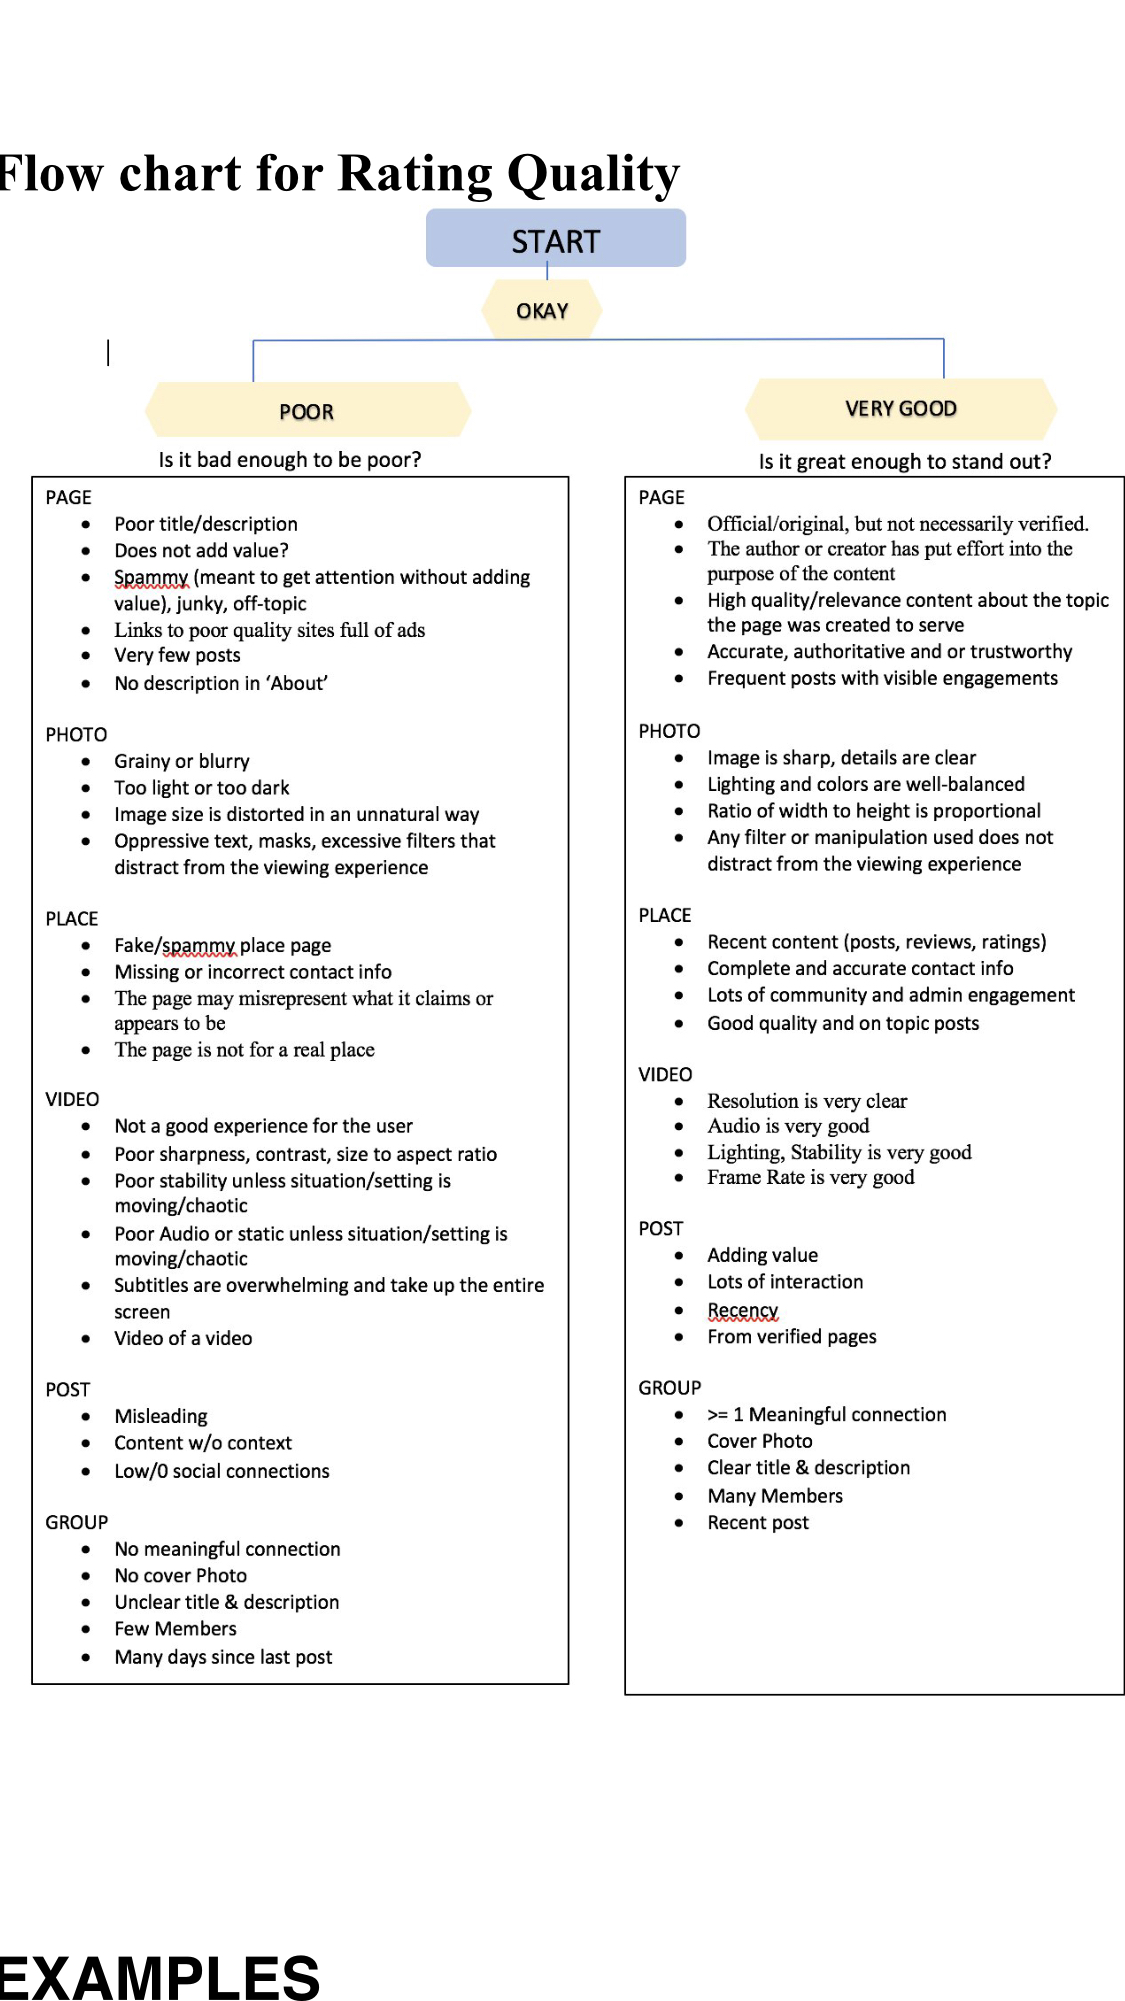 Flow chart for Rating Quality
START
OKAY
POOR
Is it bad enough to be poor?
PAGE
• Poor title/description
• Does not add value?
• Spammy (meant to get attention without adding
value), junky, off-topic
• Links to poor quality sites full of ads
• Very few posts
• No description in ‘About’
PHOTO
• Grainy or blurry
• Too light or too dark
• Image size is distorted in an unnatural way
• Oppressive text, masks, excessive filters that
distract from the viewing experience
PLACE
• Fake/spammy place page
• Missing or incorrect contact info
• The page may misrepresent what it claims or
appears to be
• The page is not for a real place
VIDEO
• Not a good experience for the user
• Poor sharpness, contrast, size to aspect ratio
• Poor stability unless situation/setting is
moving/chaotic
• Poor Audio or static unless situation/setting is
moving/chaotic
• Subtitles are overwhelming and take up the entire
screen
• Video of a video
POST
• Misleading
• Content w/o context
• Low/0 social connections
GROUP
• No meaningful connection
• No cover Photo
• Unclear title & description
• Few Members
• Many days since last post
VERY GOOD
Is it great enough to stand out?
PAGE
• Official/original, but not necessarily verified.
• The author or creator has put effort into the
purpose of the content
• High quality/relevance content about the topic
the page was created to serve
• Accurate, authoritative and or trustworthy
• Frequent posts with visible engagements
PHOTO
• Image is sharp, details are clear
• Lighting and colors are well-balanced
• Ratio of width to height is proportional
• Any filter or manipulation used does not
distract from the viewing experience
PLACE
• Recent content (posts, reviews, ratings)
• Complete and accurate contact info
• Lots of community and admin engagement
• Good quality and on topic posts
VIDEO
• Resolution is very clear
• Audio is very good
• Lighting, Stability is very good
• Frame Rate is very good
POST
• Adding value
• Lots of interaction
• Recency
• From verified pages
GROUP
• >= 1 Meaningful connection
• Cover Photo
• Clear title & description
• Many Members
• Recent post
EXAMPLES